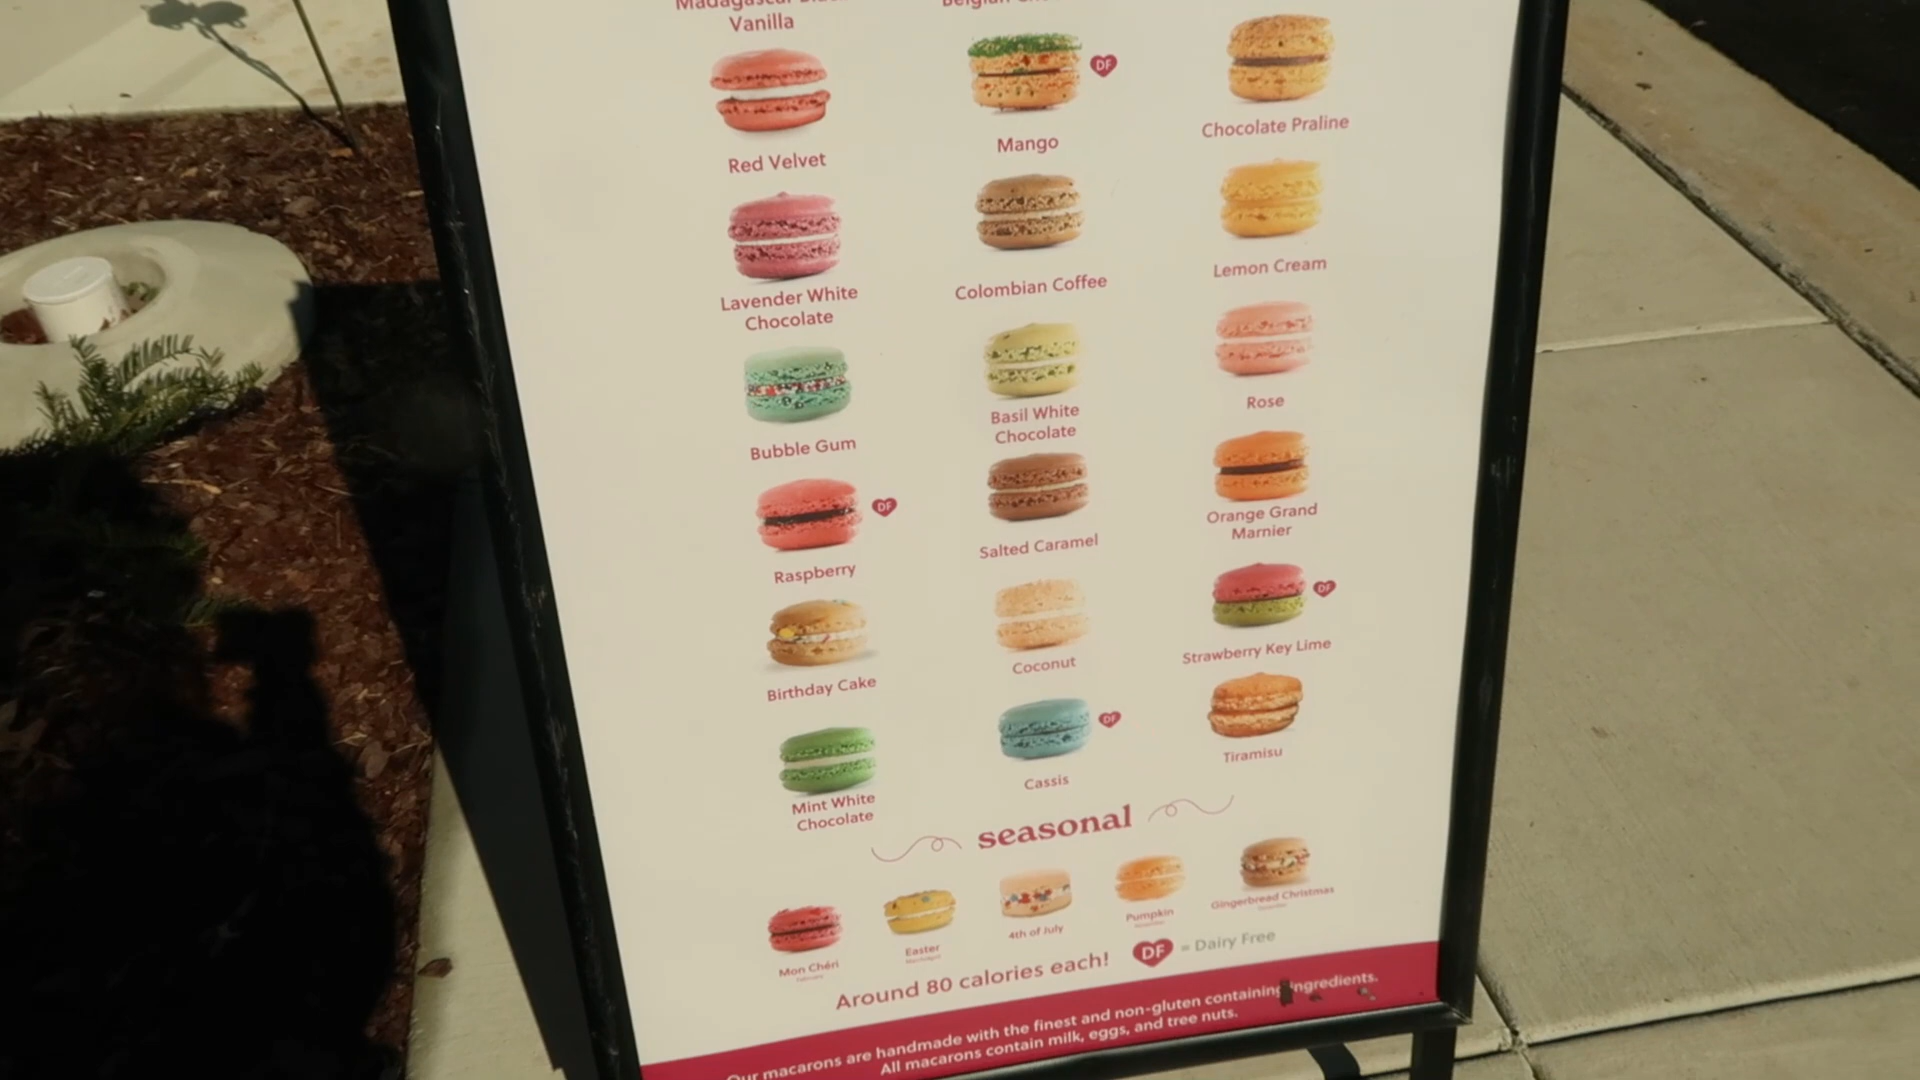 Madagascar
Vanilla
Belgian
Red Velvet
Mango
DF
Chocolate Praline
Lavender White
Chocolate
Colombian Coffee
Lemon Cream
Bubble Gum
Basil White
Chocolate
Rose
Raspberry
DF
Salted Caramel
Orange Grand
Marnier
Birthday Cake
Coconut
Strawberry Key Lime
DF
Mint White
Chocolate
Cassis
DF
Tiramisu
seasonal
Mon Chéri
Easter
4th of July
Pumpkin
Gingerbread Christmas
Around 80 calories each!
DF = Dairy Free
Our macarons are handmade with the finest and non-gluten containing ingredients.
All macarons contain milk, eggs, and tree nuts.